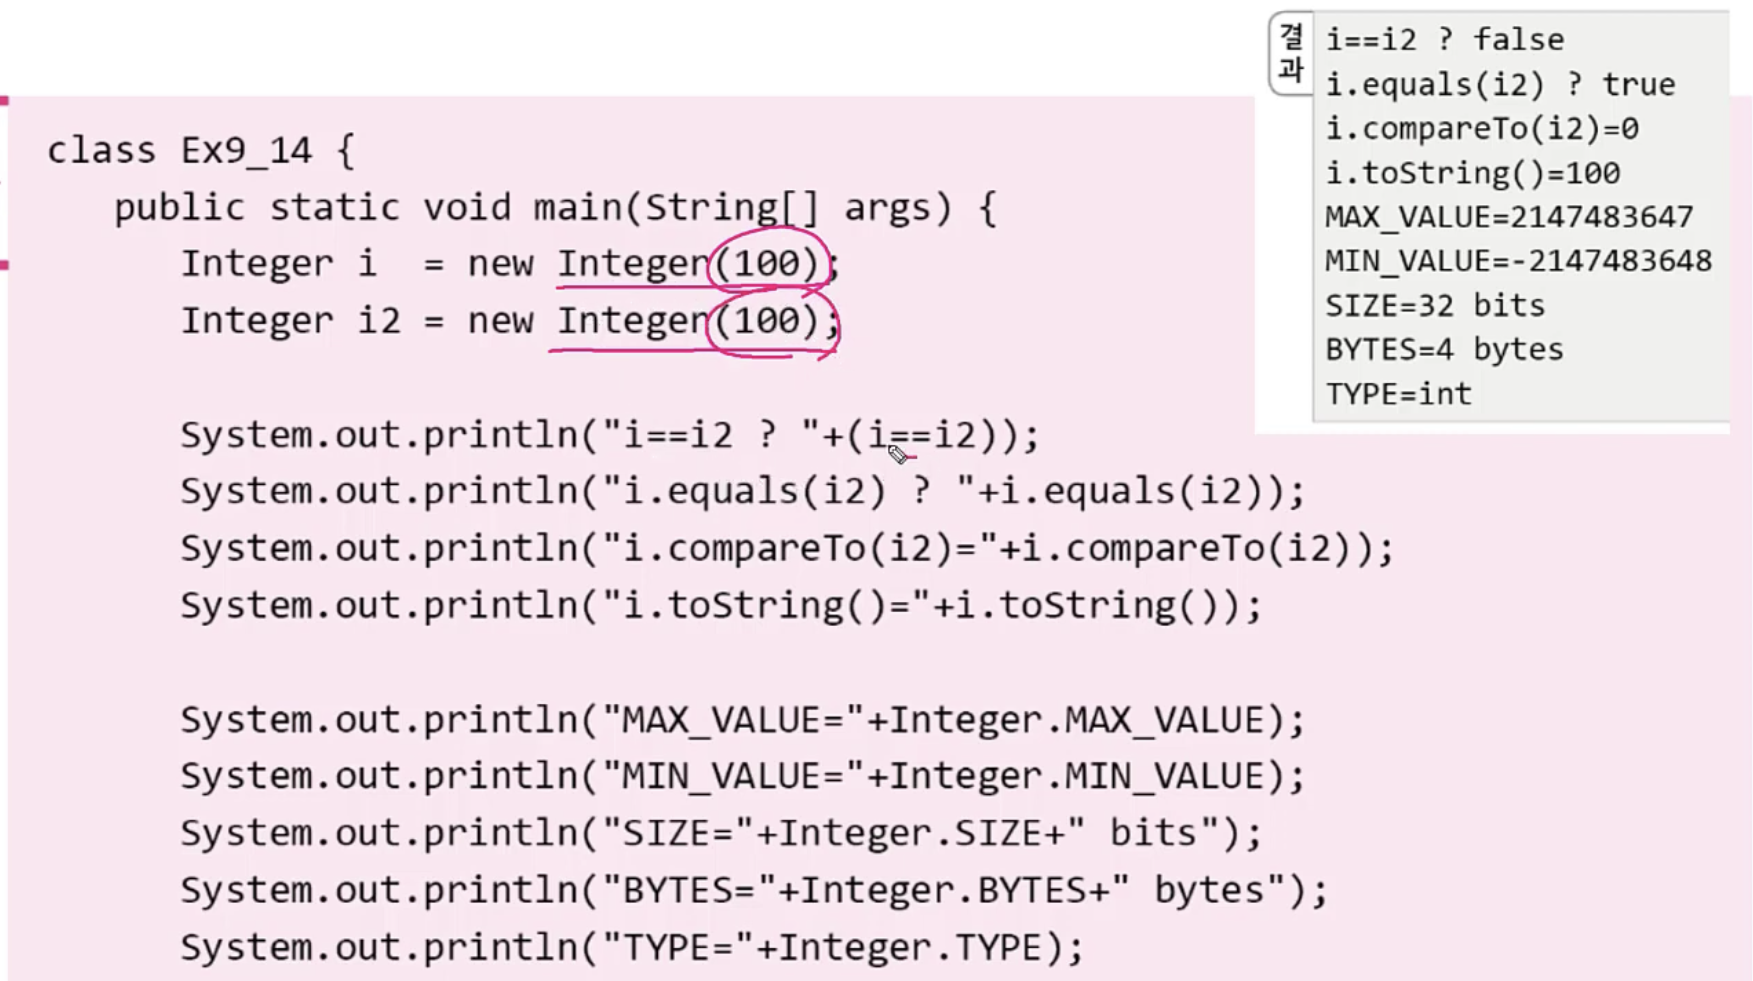 결과
i==i2 ? false
i.equals(i2) ? true
i.compareTo(i2)=0
i.toString()=100
MAX_VALUE=2147483647
MIN_VALUE=-2147483648
SIZE=32 bits
BYTES=4 bytes
TYPE=int
class Ex9_14 {
public static void main(String[] args) {
Integer i  = new Integer(100);
Integer i2 = new Integer(100);
System.out.println("i==i2 ? "+(i==i2));
System.out.println("i.equals(i2) ? "+i.equals(i2));
System.out.println("i.compareTo(i2)="+i.compareTo(i2));
System.out.println("i.toString()="+i.toString());
System.out.println("MAX_VALUE="+Integer.MAX_VALUE);
System.out.println("MIN_VALUE="+Integer.MIN_VALUE);
System.out.println("SIZE="+Integer.SIZE+" bits");
System.out.println("BYTES="+Integer.BYTES+" bytes");
System.out.println("TYPE="+Integer.TYPE);